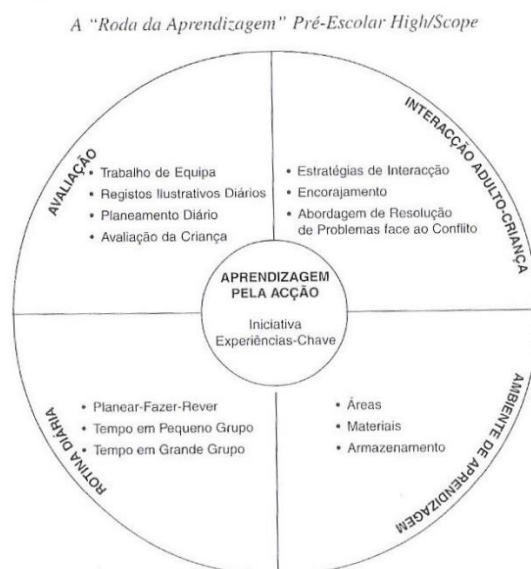 A “Roda da Aprendizagem” Pré-Escolar High/Scope
AVALIAÇÃO
• Trabalho de Equipa
• Registos Ilustrativos Diários
• Planeamento Diário
• Avaliação da Criança
INTERACÇÃO ADULTO-CRIANÇA
• Estratégias de Interacção
• Encorajamento
• Abordagem de Resolução
de Problemas face ao Conflito
APRENDIZAGEM
PELA ACÇÃO
Iniciativa
Experiências-Chave
ROTINA DIÁRIA
• Planear-Fazer-Rever
• Tempo em Pequeno Grupo
• Tempo em Grande Grupo
AMBIENTE DE APRENDIZAGEM
• Áreas
• Materiais
• Armazenamento